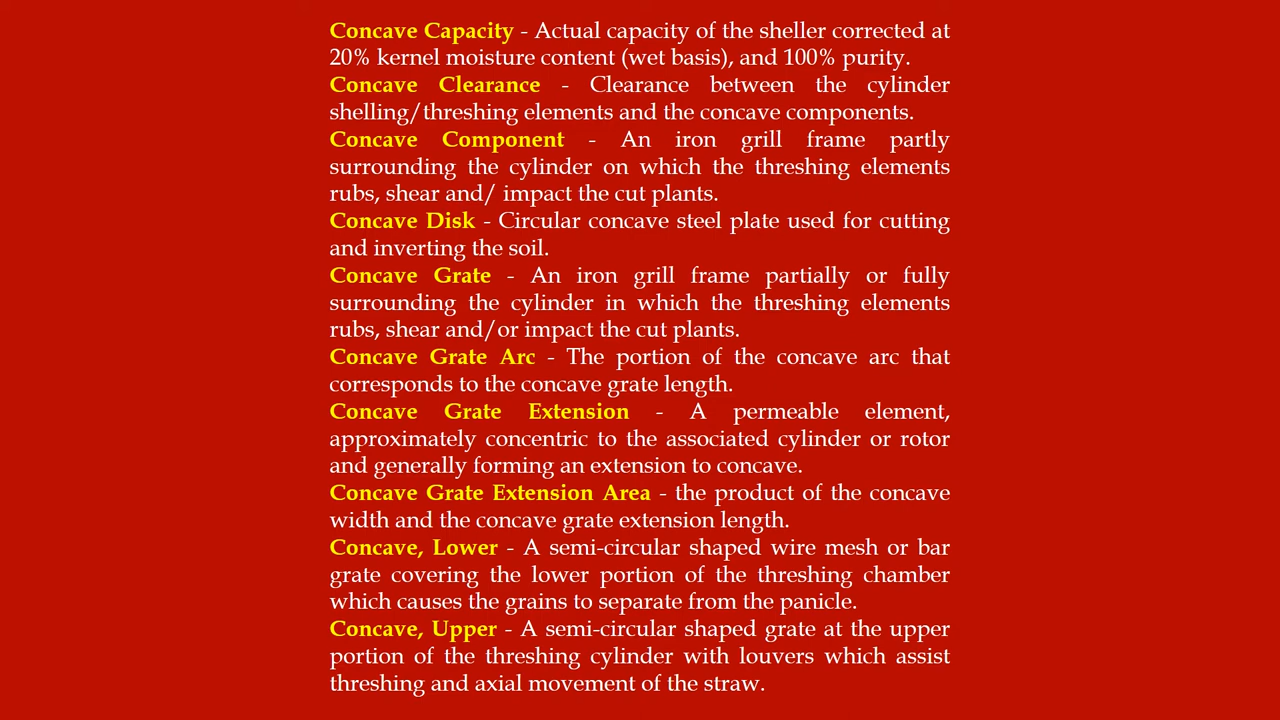 Concave Capacity - Actual capacity of the sheller corrected at
20% kernel moisture content (wet basis), and 100% purity.
Concave Clearance - Clearance between the cylinder
shelling/threshing elements and the concave components.
Concave Component - An iron grill frame partly
surrounding the cylinder on which the threshing elements
rubs, shear and/ impact the cut plants.
Concave Disk - Circular concave steel plate used for cutting
and inverting the soil.
Concave Grate - An iron grill frame partially or fully
surrounding the cylinder in which the threshing elements
rubs, shear and/or impact the cut plants.
Concave Grate Arc - The portion of the concave arc that
corresponds to the concave grate length.
Concave Grate Extension - A permeable element,
approximately concentric to the associated cylinder or rotor
and generally forming an extension to concave.
Concave Grate Extension Area - the product of the concave
width and the concave grate extension length.
Concave, Lower - A semi-circular shaped wire mesh or bar
grate covering the lower portion of the threshing chamber
which causes the grains to separate from the panicle.
Concave, Upper - A semi-circular shaped grate at the upper
portion of the threshing cylinder with louvers which assist
threshing and axial movement of the straw.